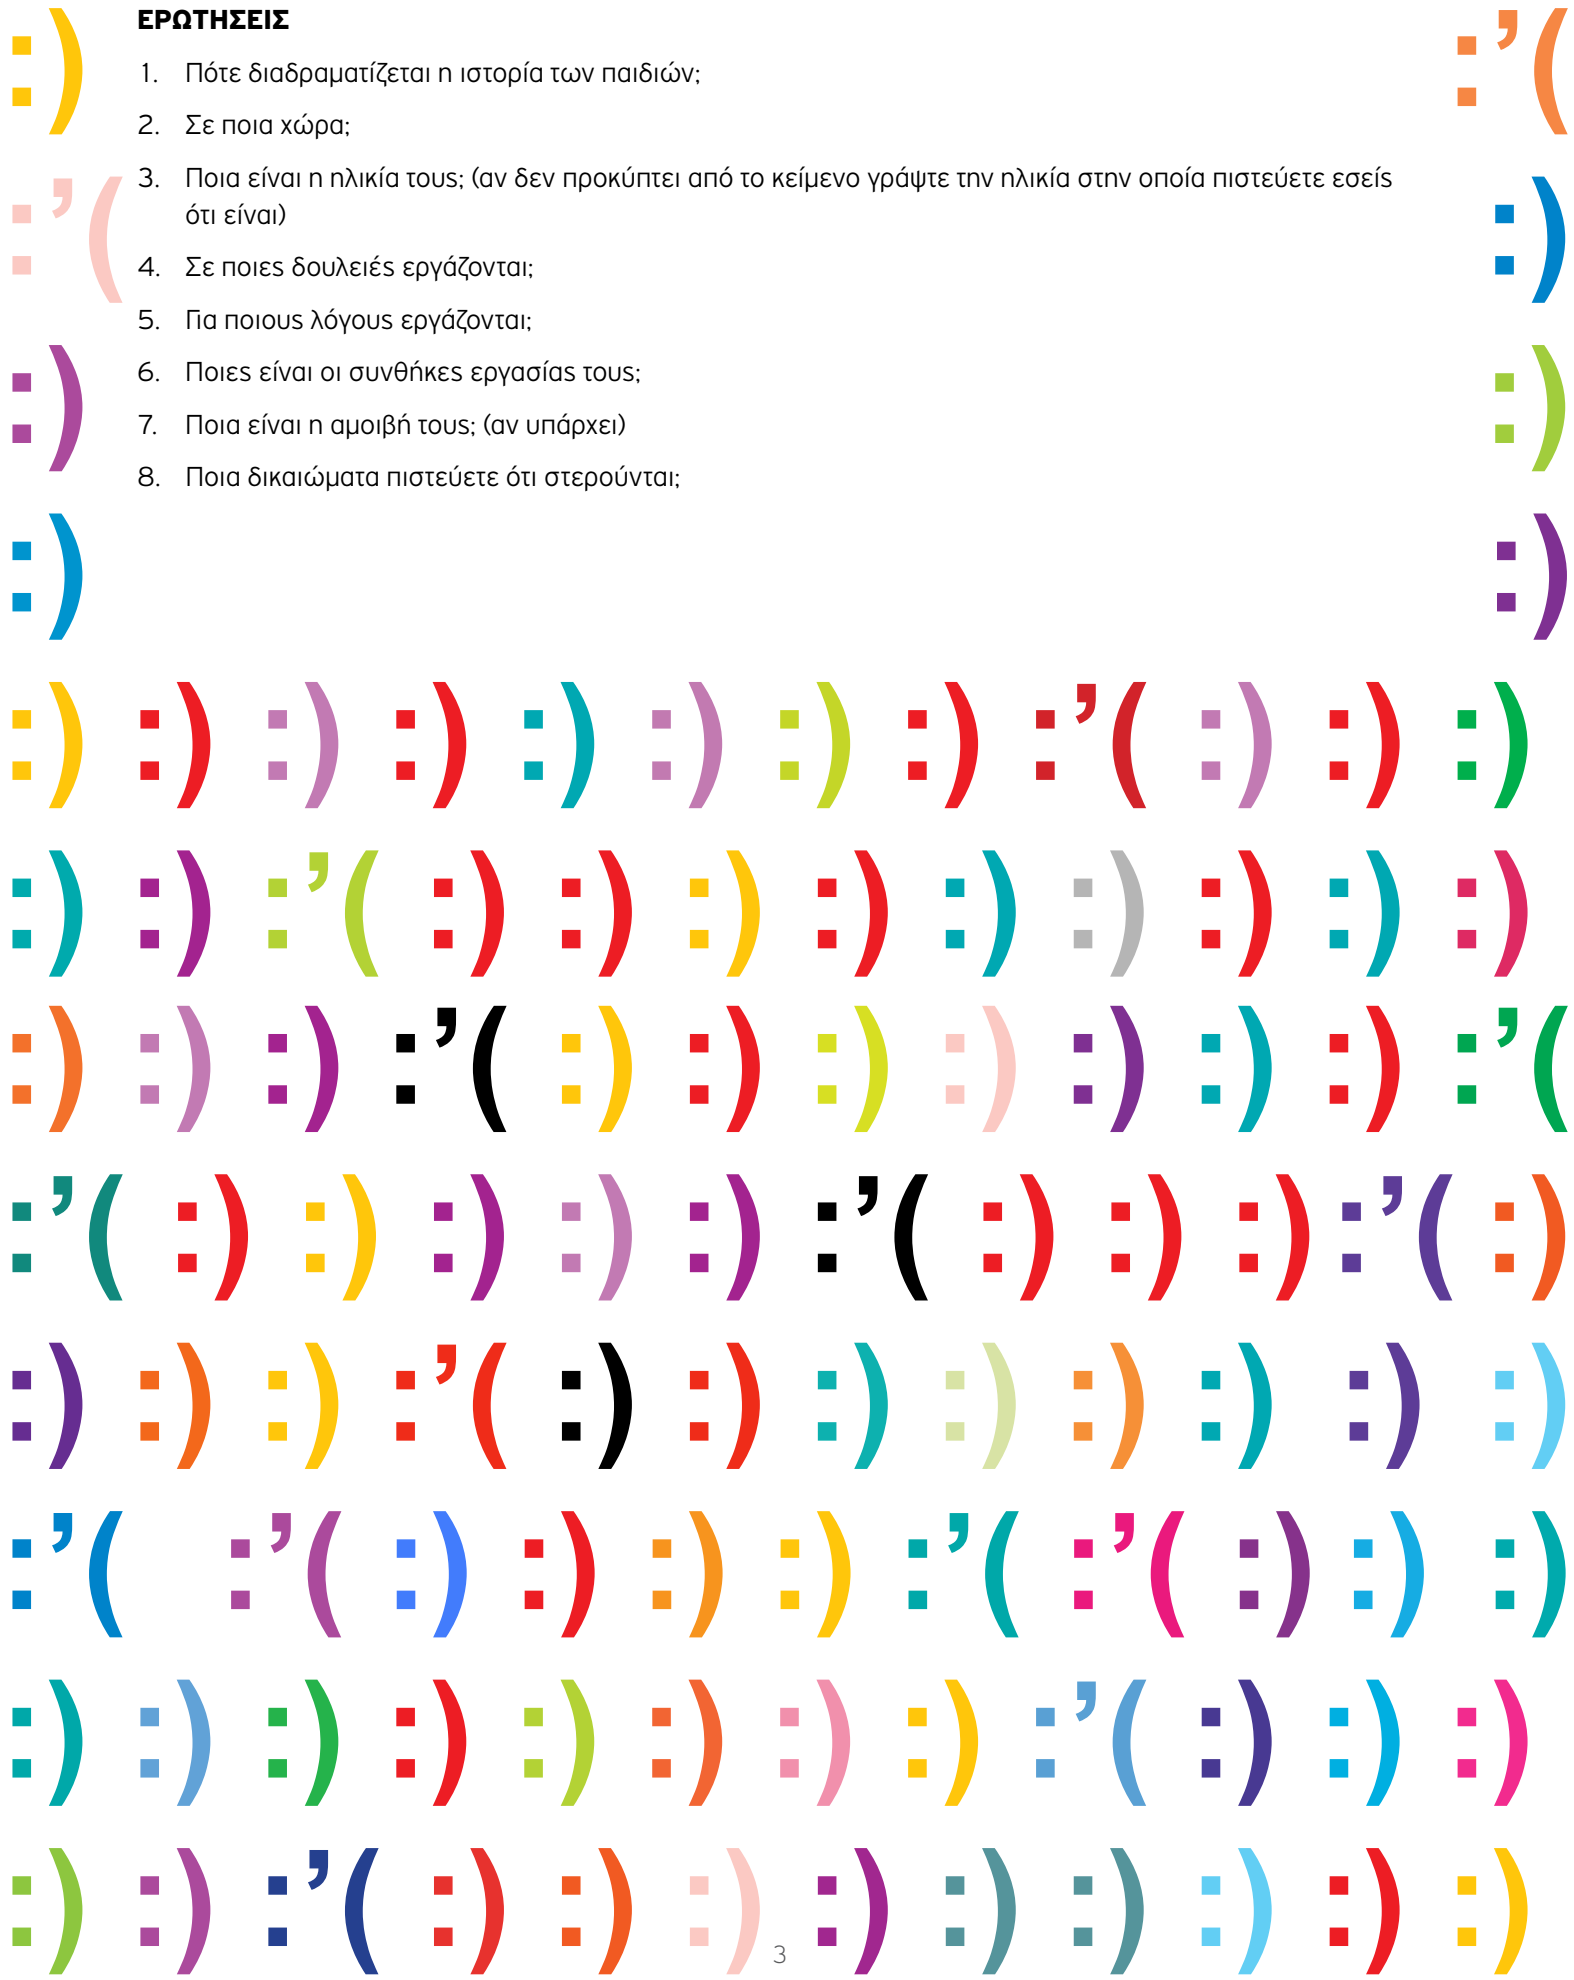 ΕΡΩΤΗΣΕΙΣ
1. Πότε διαδραματίζεται η ιστορία των παιδιών;
2. Σε ποια χώρα;
3. Ποια είναι η ηλικία τους; (αν δεν προκύπτει από το κείμενο γράψτε την ηλικία στην οποία πιστεύετε εσείς
ότι είναι)
4. Σε ποιες δουλειές εργάζονται;
5. Για ποιους λόγους εργάζονται;
6. Ποιες είναι οι συνθήκες εργασίας τους;
7. Ποια είναι η αμοιβή τους; (αν υπάρχει)
8. Ποια δικαιώματα πιστεύετε ότι στερούνται;
:) :’(
:’( :)
:) :)
:) :)
:) :) :) :) :) :) :) :) :’( :) :) :)
:) :) :’( :) :) :) :) :) :) :) :) :)
:) :) :) :’( :) :) :) :) :) :) :) :’(
:’( :) :) :) :) :) :’( :) :) :) :’( :)
:) :) :) :’( :) :) :) :) :) :) :) :)
:’( :’( :) :) :) :) :’( :’( :) :) :)
:) :) :) :) :) :) :) :) :’( :) :) :)
:) :) :’( :) :) :) :) :) :) :) :) :)
3